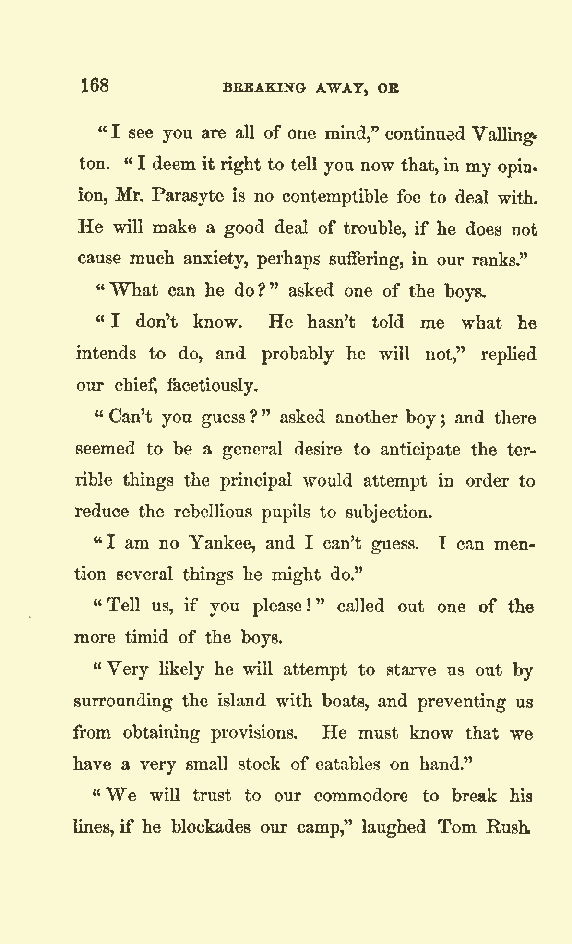 168 BREAKING AWAY, OR
"I see you are all of one mind," continued Valling-
ton. "I deem it right to tell you now that, in my opin-
ion, Mr. Parasyte is no contemptible foe to deal with.
He will make a good deal of trouble, if he does not
cause much anxiety, perhaps suffering, in our ranks."
"What can he do?" asked one of the boys.
"I don't know. He hasn't told me what he
intends to do, and probably he will not," replied
our chief, facetiously.
"Can't you guess?" asked another boy; and there
seemed to be a general desire to anticipate the ter-
rible things the principal would attempt in order to
reduce the rebellious pupils to subjection.
"I am no Yankee, and I can't guess. I can men-
tion several things he might do."
"Tell us, if you please!" called out one of the
more timid of the boys.
"Very likely he will attempt to starve us out by
surrounding the island with boats, and preventing us
from obtaining provisions. He must know that we
have a very small stock of eatables on hand."
"We will trust to our commodore to break his
lines, if he blockades our camp," laughed Tom Rush.